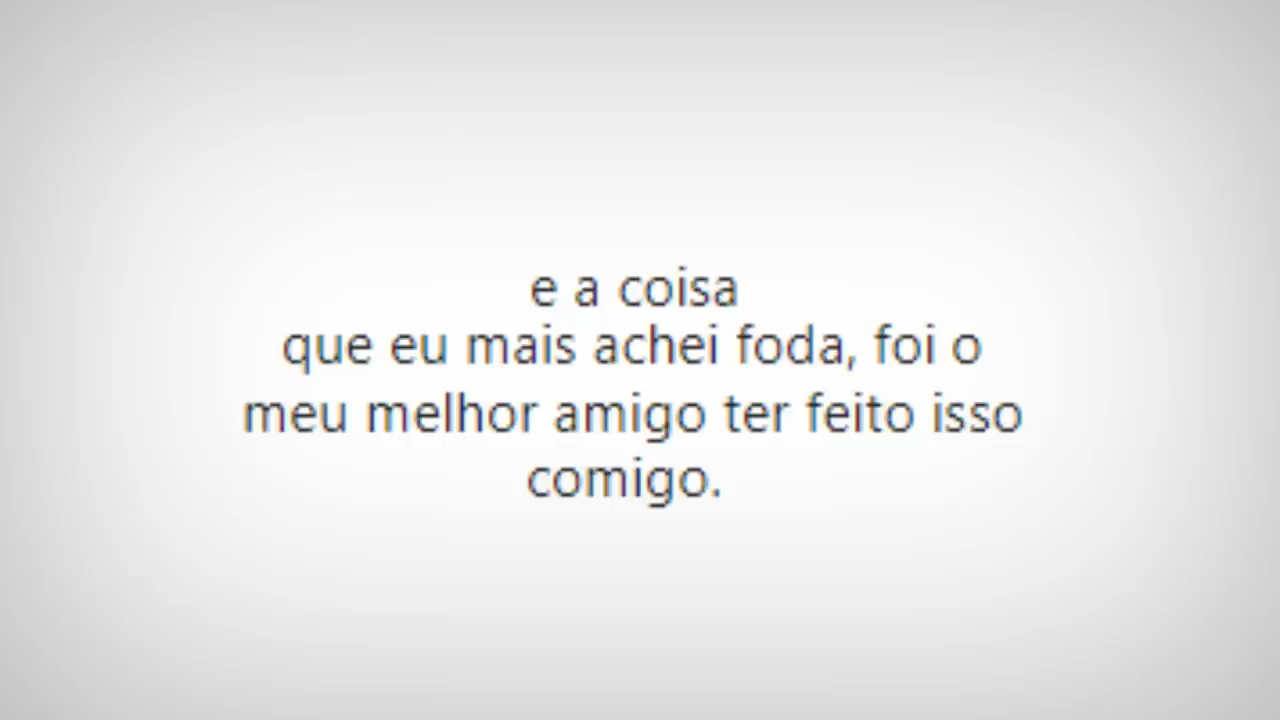 e a coisa
que eu mais achei foda, foi o
meu melhor amigo ter feito isso
comigo.